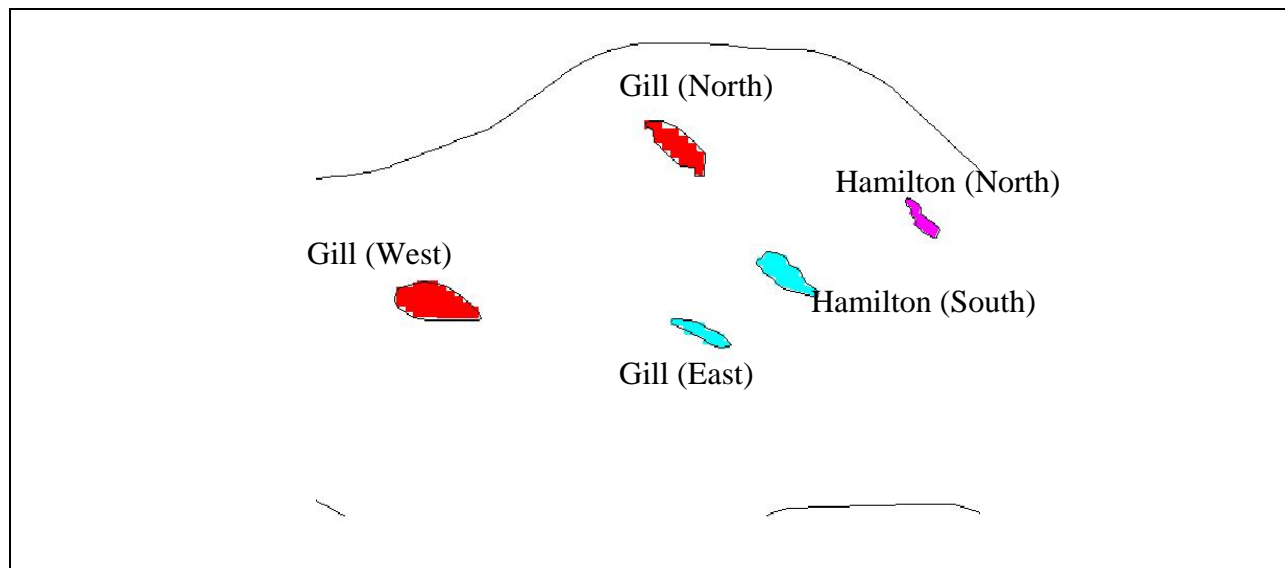 Gill (North)
Hamilton (North)
Gill (West)
Hamilton (South)
Gill (East)